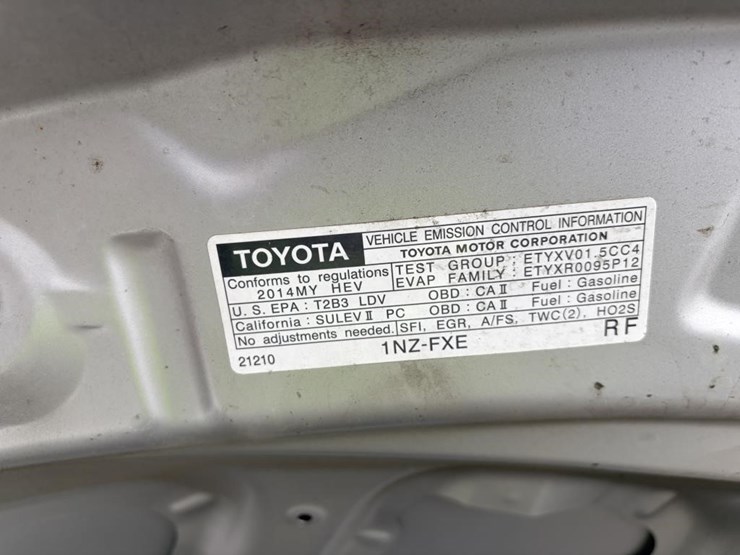 TOYOTA
VEHICLE EMISSION CONTROL INFORMATION
TOYOTA MOTOR CORPORATION
Conforms to regulations
2014MY HEV
TEST GROUP : ETYXV01.5CC4
EVAP FAMILY : ETYXR0095P12
U. S. EPA : T2B3 LDV OBD : CA II Fuel : Gasoline
California : SULEV II PC OBD : CA II Fuel : Gasoline
No adjustments needed. SFI, EGR, A/FS, TWC(2), HO2S
21210 1NZ-FXE RF